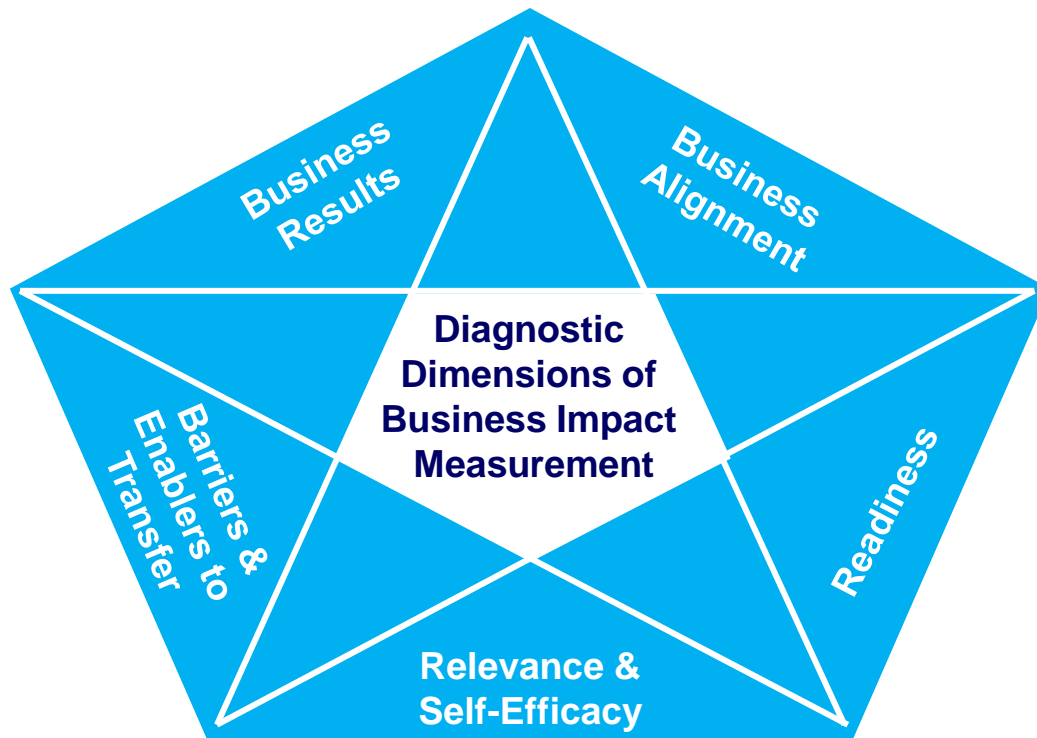 Business
Results
Business
Alignment
Diagnostic
Dimensions of
Business Impact
Measurement
Barriers &
Enablers to
Transfer
Readiness
Relevance &
Self-Efficacy